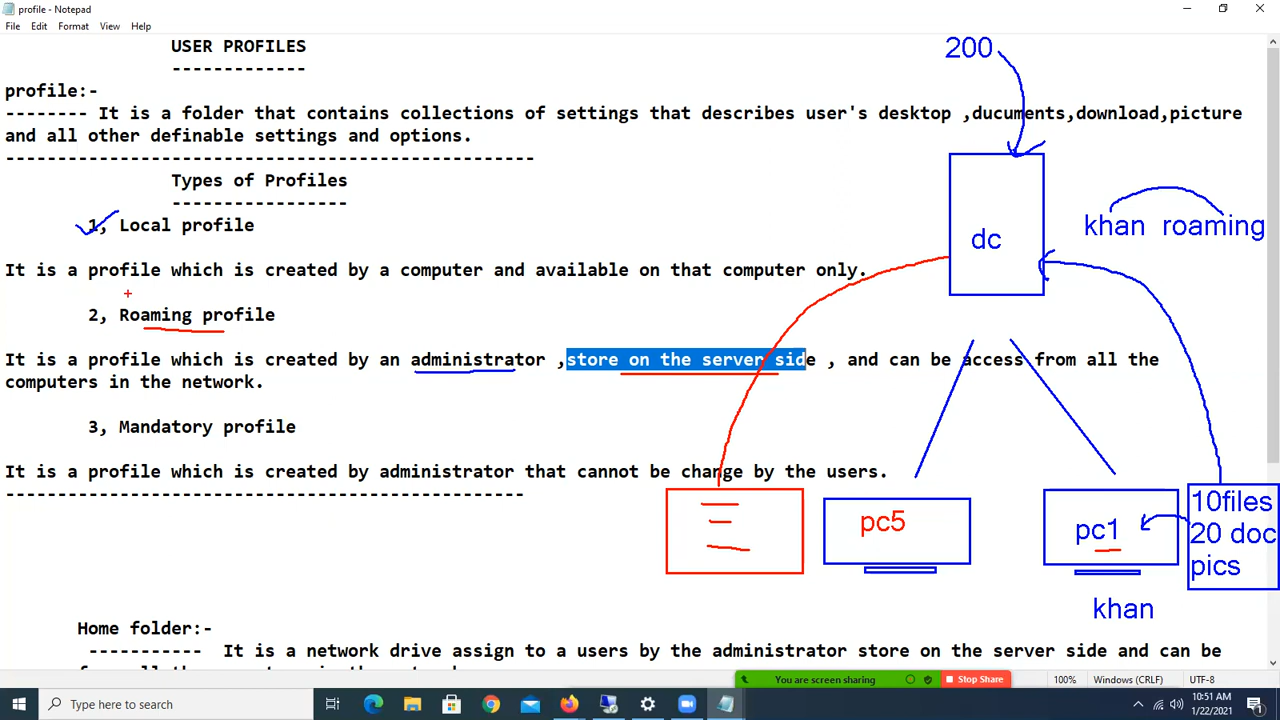 profile - Notepad
File Edit Format View Help
USER PROFILES
-------------
profile:-
-------- It is a folder that contains collections of settings that describes user's desktop ,ducuments,download,picture
and all other definable settings and options.
---------------------------------------------------
Types of Profiles
-----------------
1, Local profile
It is a profile which is created by a computer and available on that computer only.
2, Roaming profile
It is a profile which is created by an administrator ,store on the server side , and can be access from all the
computers in the network.
3, Mandatory profile
It is a profile which is created by administrator that cannot be change by the users.
--------------------------------------------------
Home folder:-
----------- It is a network drive assign to a users by the administrator store on the server side and can be
200
dc
khan roaming
pc5
pc1
10files
20 doc
pics
khan
You are screen sharing
Stop Share
100%
Windows (CRLF)
UTF-8
Type here to search
10:51 AM
1/22/2021
1